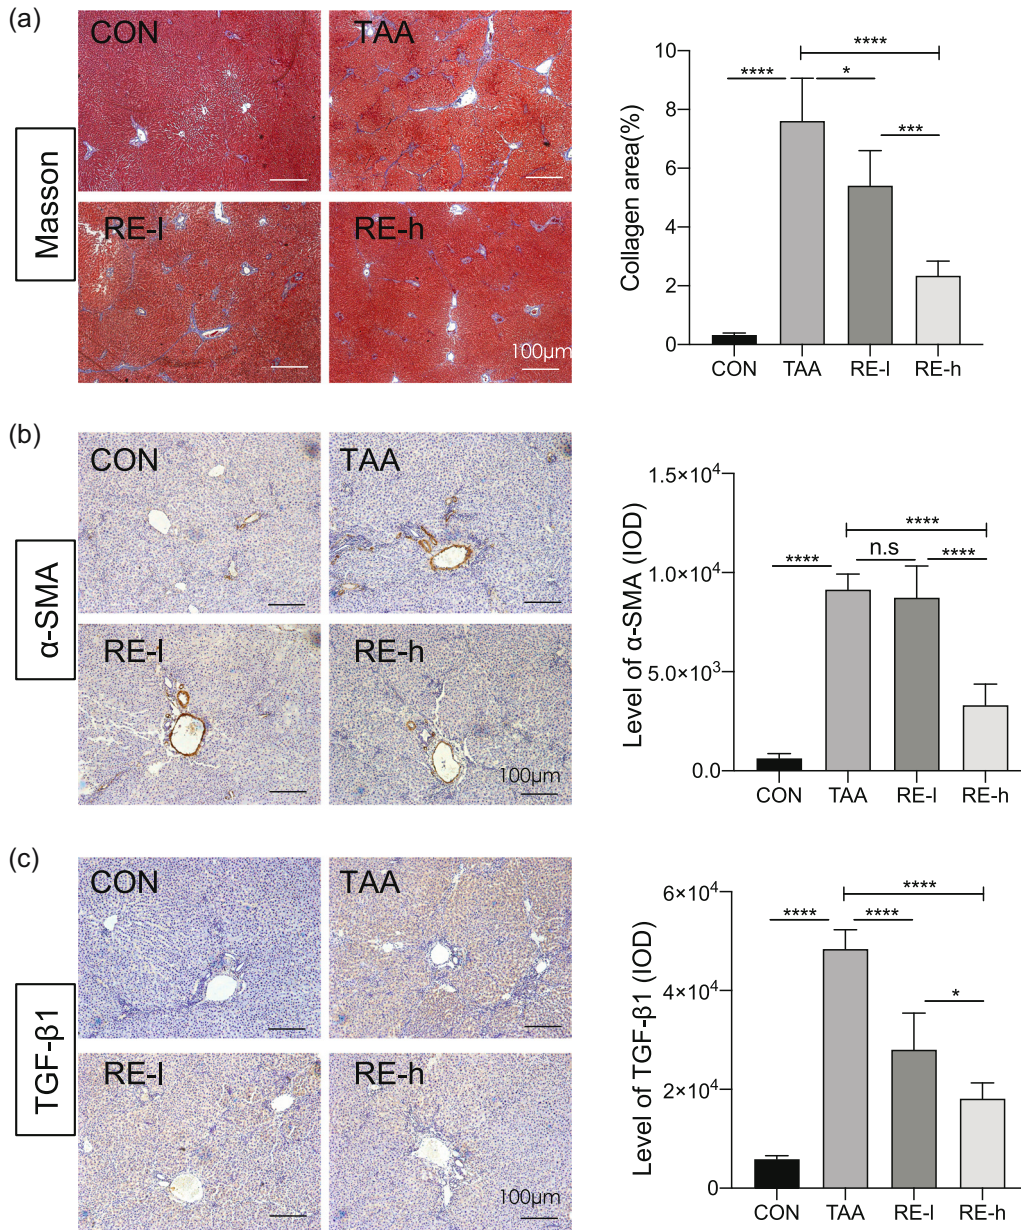 (a)
Masson
CON
TAA
RE-l
RE-h
100μm
Collagen area(%)
10
8
6
4
2
0
****
****
*
***
CON TAA RE-l RE-h
(b)
α-SMA
CON
TAA
RE-l
RE-h
100μm
Level of α-SMA (IOD)
1.5×10⁴
1.0×10⁴
5.0×10³
0.0
****
n.s
****
****
CON TAA RE-l RE-h
(c)
TGF-β1
CON
TAA
RE-l
RE-h
100μm
Level of TGF-β1 (IOD)
6×10⁴
4×10⁴
2×10⁴
0
****
****
****
*
CON TAA RE-l RE-h